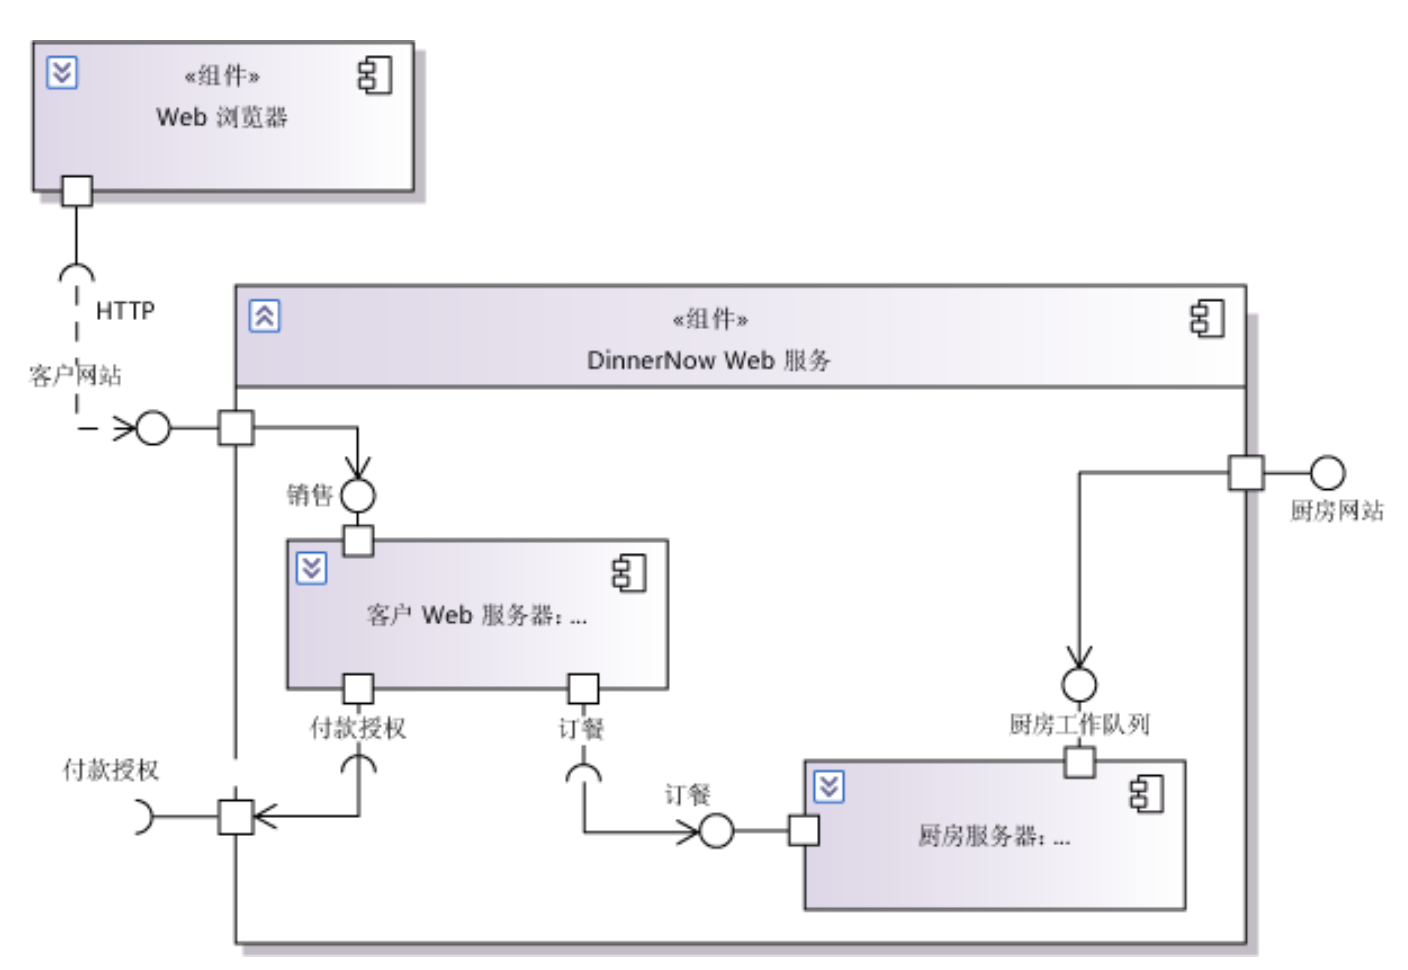 «组件»
Web 浏览器
HTTP
客户网站
«组件»
DinnerNow Web 服务
销售
厨房网站
客户 Web 服务器: ...
付款授权
订餐
厨房工作队列
付款授权
订餐
厨房服务器: ...